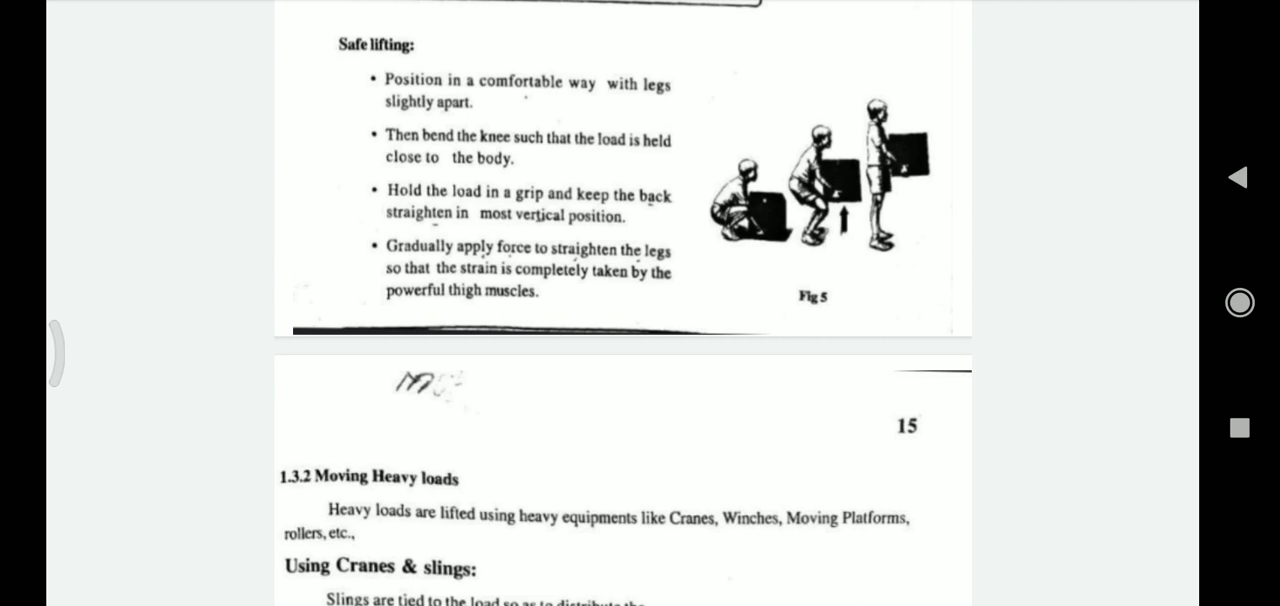 Safe lifting:
• Position in a comfortable way with legs
slightly apart.
• Then bend the knee such that the load is held
close to the body.
• Hold the load in a grip and keep the back
straighten in most vertical position.
• Gradually apply force to straighten the legs
so that the strain is completely taken by the
powerful thigh muscles.
Fig 5
15
1.3.2 Moving Heavy loads
Heavy loads are lifted using heavy equipments like Cranes, Winches, Moving Platforms,
rollers, etc.,
Using Cranes & slings:
Slings are tied to the load so as to distribute the